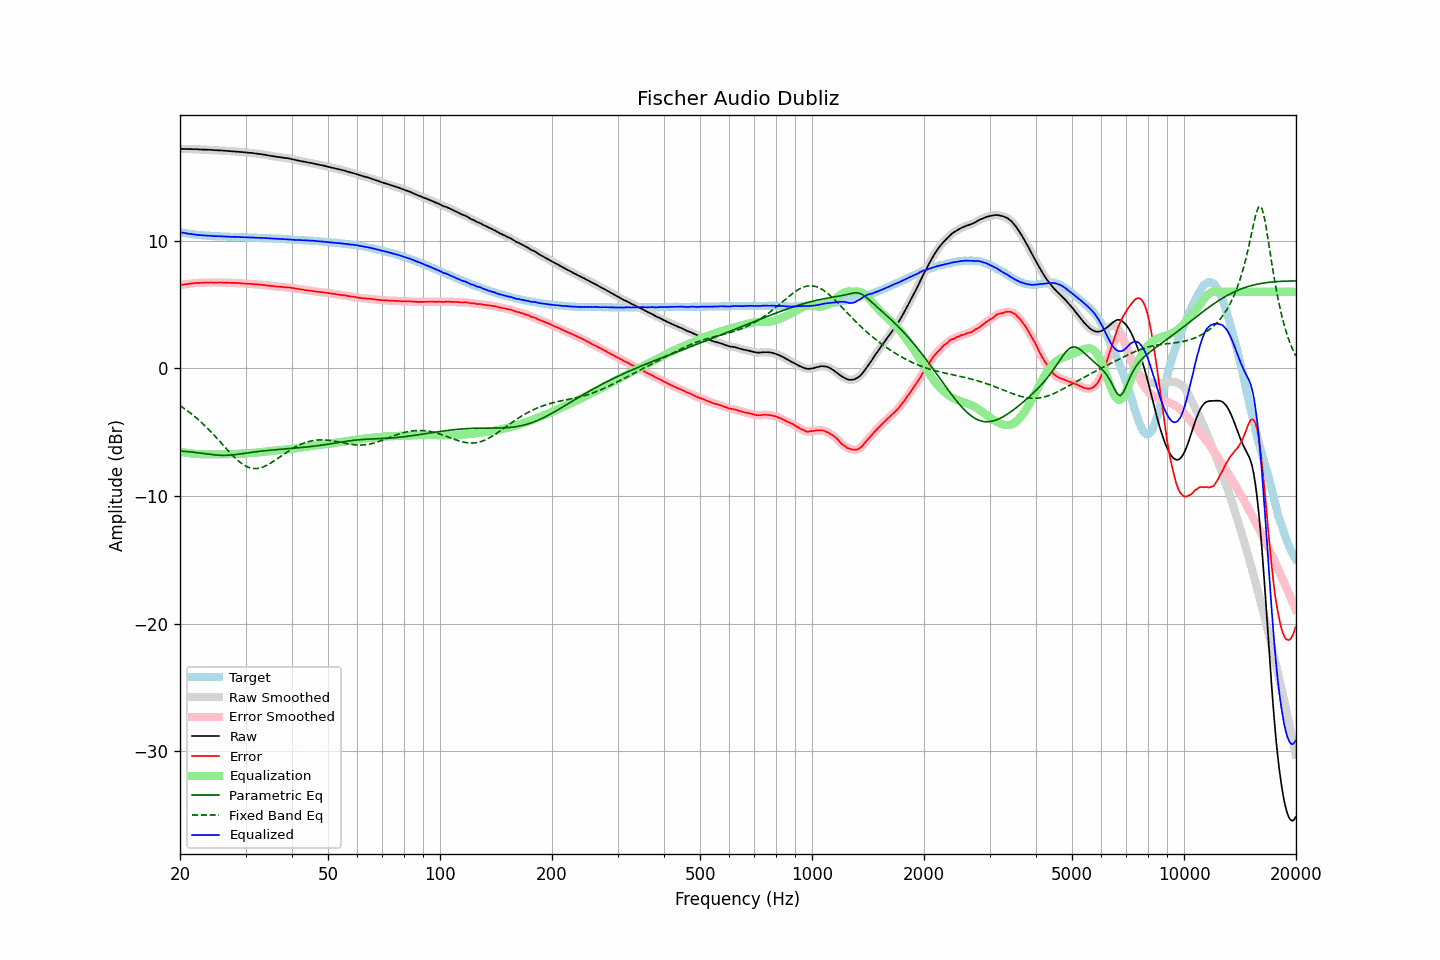 Fischer Audio Dubliz
Amplitude (dBr)
10
0
−10
−20
−30
Target
Raw Smoothed
Error Smoothed
Raw
Error
Equalization
Parametric Eq
Fixed Band Eq
Equalized
20 50 100 200 500 1000 2000 5000 10000 20000
Frequency (Hz)